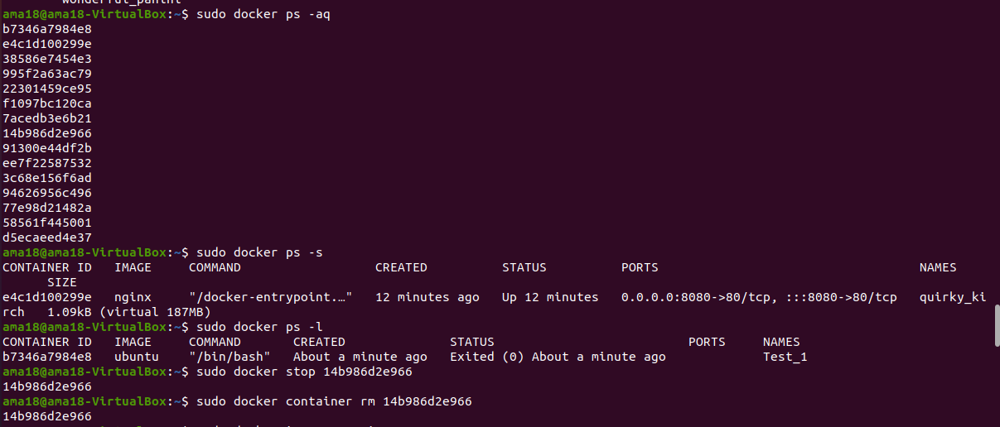 ama18@ama18-VirtualBox:~$ sudo docker ps -aq
b7346a7984e8
e4c1d100299e
38586e7454e3
995f2a63ac79
22301459ce95
f1097bc120ca
7acedb3e6b21
14b986d2e966
91300e44df2b
ee7f22587532
3c68e156f6ad
94626956c496
77e98d21482a
58561f445001
d5ecaeed4e37
ama18@ama18-VirtualBox:~$ sudo docker ps -s
CONTAINER ID   IMAGE     COMMAND                  CREATED          STATUS          PORTS                                   NAMES
      SIZE
e4c1d100299e   nginx     "/docker-entrypoint.…"   12 minutes ago   Up 12 minutes   0.0.0.0:8080->80/tcp, :::8080->80/tcp   quirky_ki
rch   1.09kB (virtual 187MB)
ama18@ama18-VirtualBox:~$ sudo docker ps -l
CONTAINER ID   IMAGE     COMMAND       CREATED              STATUS                          PORTS     NAMES
b7346a7984e8   ubuntu    "/bin/bash"   About a minute ago   Exited (0) About a minute ago             Test_1
ama18@ama18-VirtualBox:~$ sudo docker stop 14b986d2e966
14b986d2e966
ama18@ama18-VirtualBox:~$ sudo docker container rm 14b986d2e966
14b986d2e966